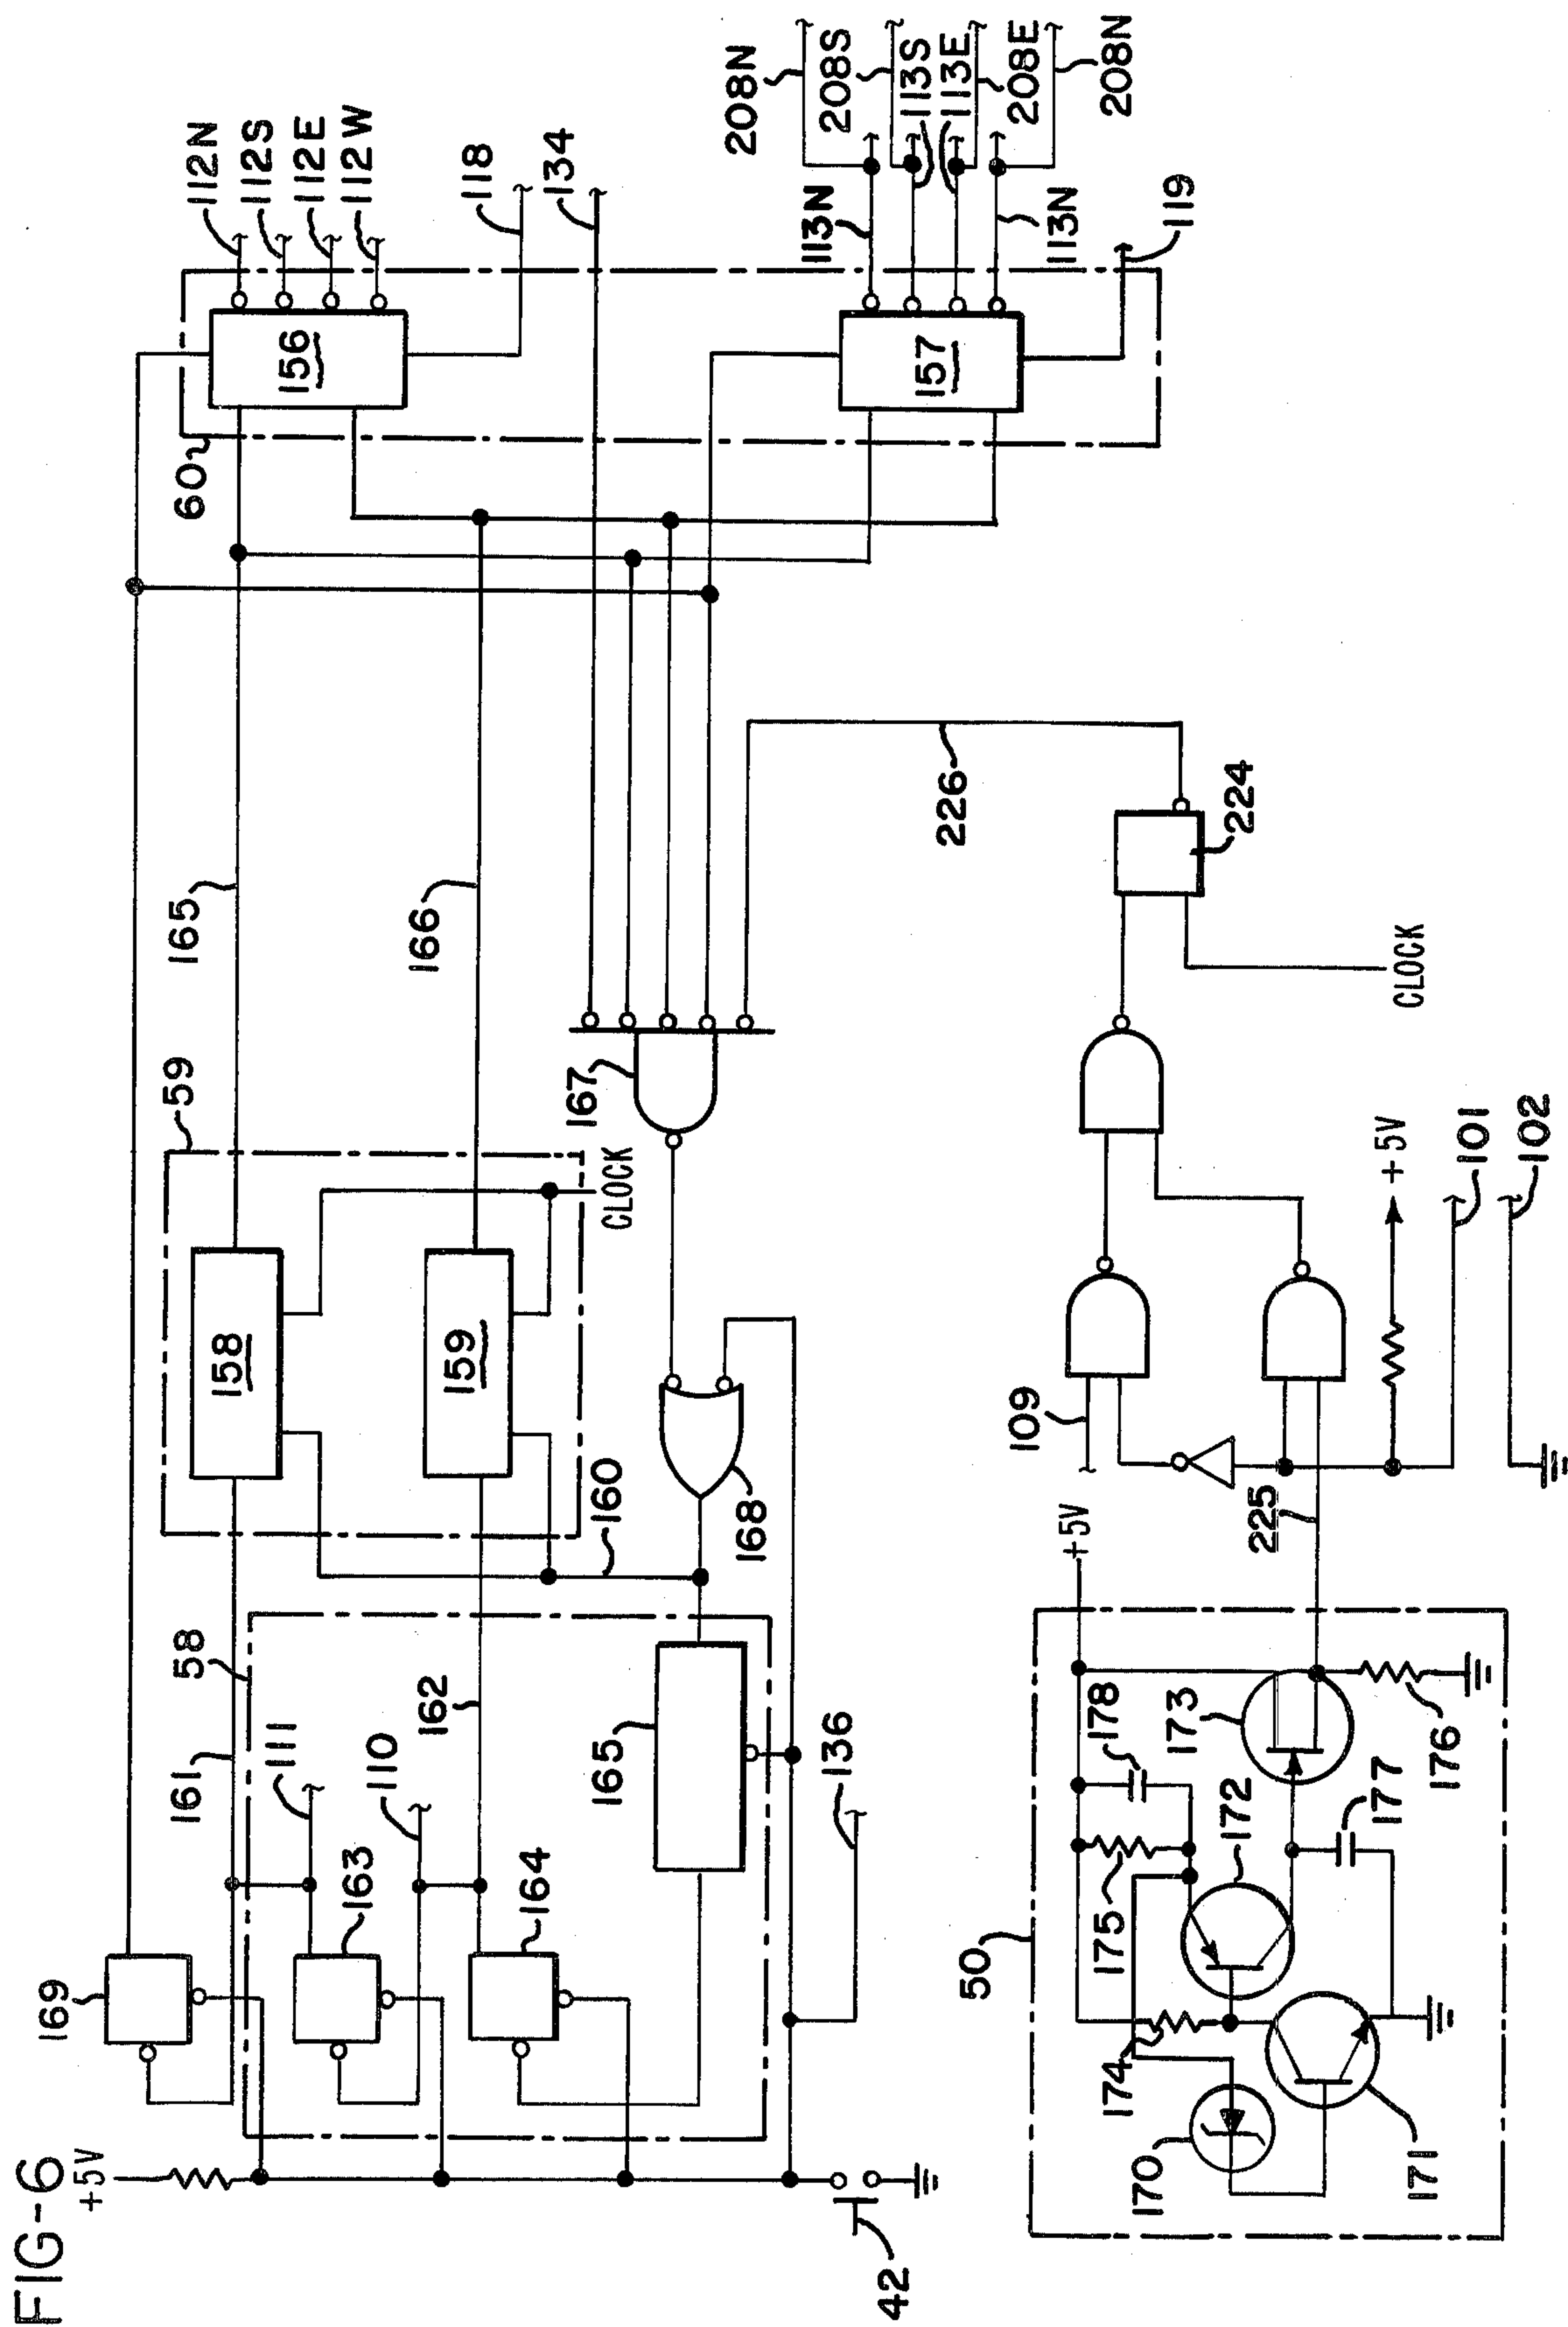 FIG-6
+5V
42
169
163
164
165
58
161
111
110
162
136
59
158
159
160
168
CLOCK
167
165
166
60
156
157
112N
112S
112E
112W
118
134
208N
208S
113S
113E
208E
208N
113N
113N
119
226
224
CLOCK
109
225
+5V
101
102
+5V
50
170
171
172
173
174
175
176
177
178